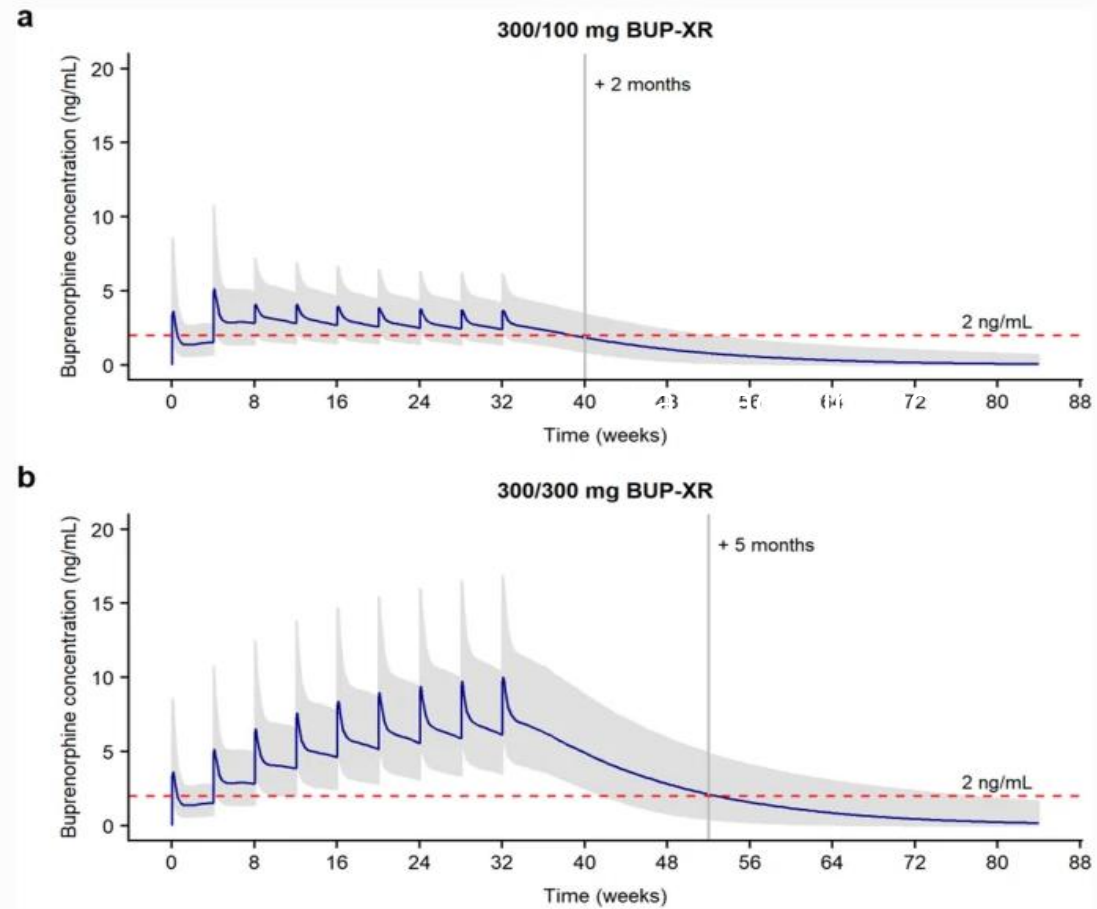 a
300/100 mg BUP-XR
Buprenorphine concentration (ng/mL)
20
15
10
5
0
+ 2 months
2 ng/mL
0 8 16 24 32 40 64 72 80 88
Time (weeks)
b
300/300 mg BUP-XR
Buprenorphine concentration (ng/mL)
20
15
10
5
0
+ 5 months
2 ng/mL
0 8 16 24 32 40 48 56 64 72 80 88
Time (weeks)